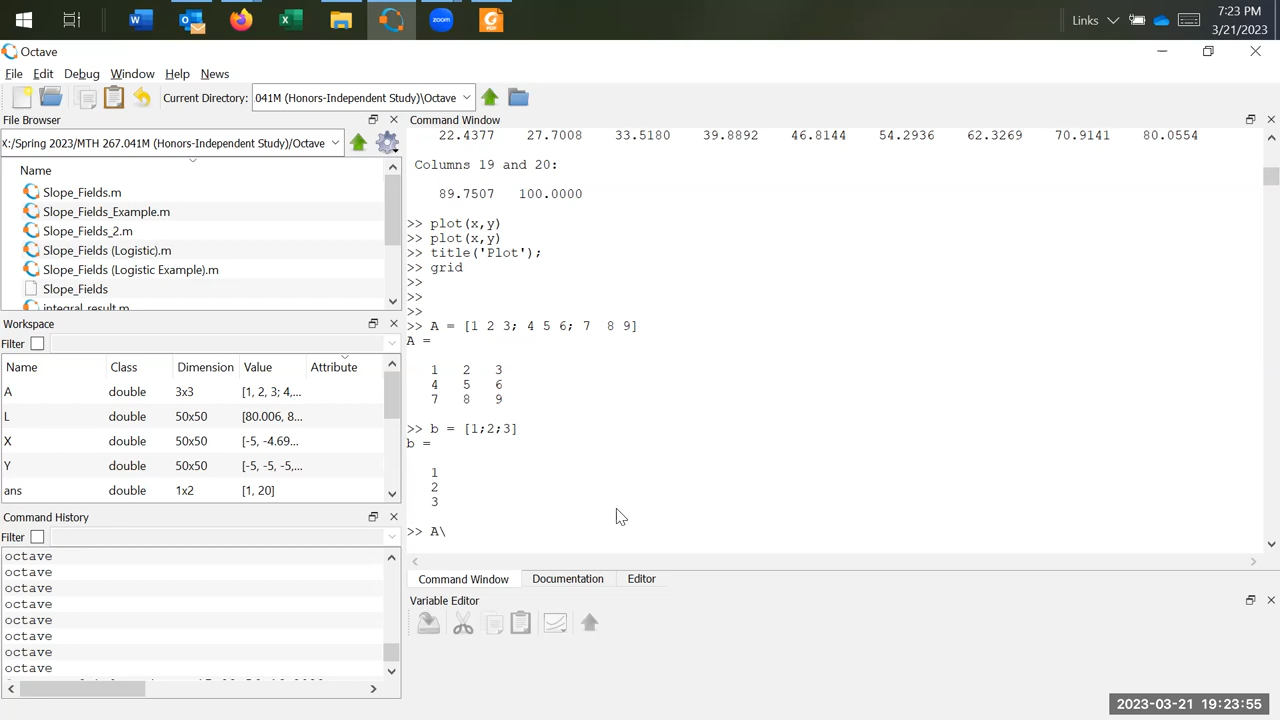 W
X
zoom
Links
7:23 PM
3/21/2023
Octave
File Edit Debug Window Help News
Current Directory: 041M (Honors-Independent Study)\Octave
File Browser
X:/Spring 2023/MTH 267.041M (Honors-Independent Study)/Octave
Name
Slope_Fields.m
Slope_Fields_Example.m
Slope_Fields_2.m
Slope_Fields (Logistic).m
Slope_Fields (Logistic Example).m
Slope_Fields
integral_result.m
Workspace
Filter
Name Class Dimension Value Attribute
A double 3x3 [1, 2, 3; 4,...
L double 50x50 [80.006, 8...
X double 50x50 [-5, -4.69...
Y double 50x50 [-5, -5, -5,...
ans double 1x2 [1, 20]
Command History
Filter
octave
octave
octave
octave
octave
octave
octave
octave
Command Window
22.4377 27.7008 33.5180 39.8892 46.8144 54.2936 62.3269 70.9141 80.0554
Columns 19 and 20:
89.7507 100.0000
>> plot(x,y)
>> plot(x,y)
>> title('Plot');
>> grid
>>
>>
>>
>> A = [1 2 3; 4 5 6; 7  8 9]
A =
1 2 3
4 5 6
7 8 9
>> b = [1;2;3]
b =
1
2
3
>> A\
Command Window Documentation Editor
Variable Editor
2023-03-21 19:23:55